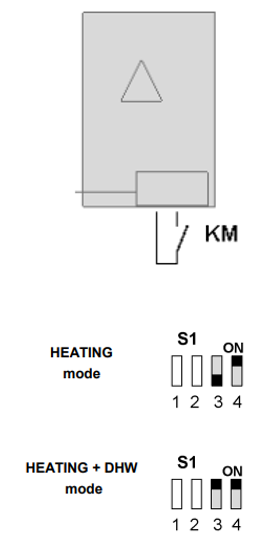 KM
HEATING
mode
S1
ON
1 2 3 4
HEATING + DHW
mode
S1
ON
1 2 3 4